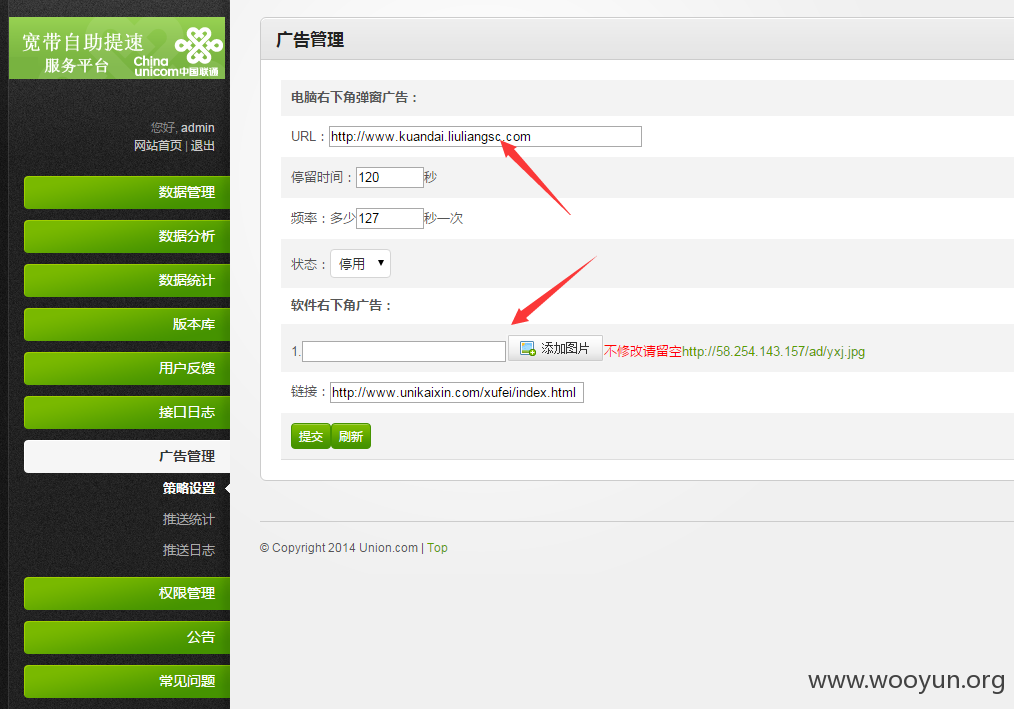 宽带自助提速
服务平台
China
unicom中国联通
您好, admin
网站首页 | 退出
数据管理
数据分析
数据统计
版本库
用户反馈
接口日志
广告管理
策略设置
推送统计
推送日志
权限管理
公告
常见问题
广告管理
电脑右下角弹窗广告：
URL：http://www.kuandai.liuliangsc.com
停留时间：120秒
频率：多少127秒一次
状态：停用
软件右下角广告：
1. 添加图片 不修改请留空http://58.254.143.157/ad/yxj.jpg
链接：http://www.unikaixin.com/xufei/index.html
提交 刷新
© Copyright 2014 Union.com | Top
www.wooyun.org